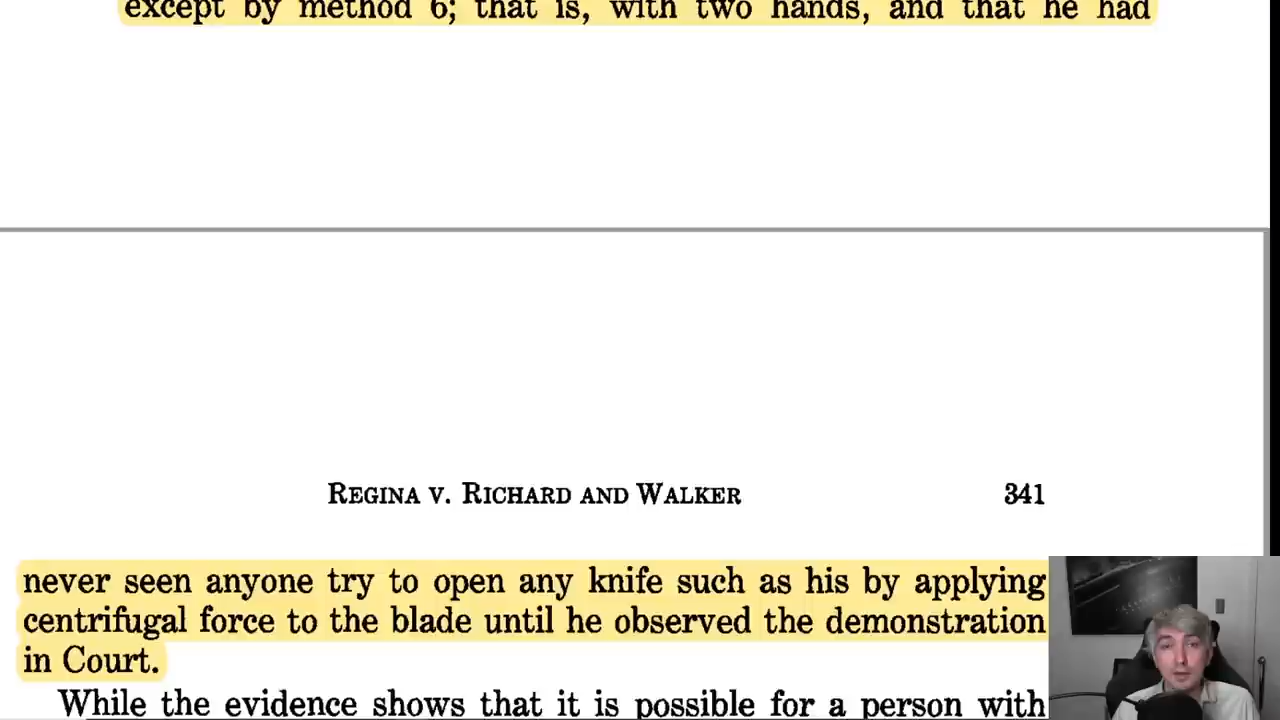 except by method 6; that is, with two hands, and that he had
REGINA V. RICHARD AND WALKER 341
never seen anyone try to open any knife such as his by applying
centrifugal force to the blade until he observed the demonstration
in Court.
While the evidence shows that it is possible for a person with